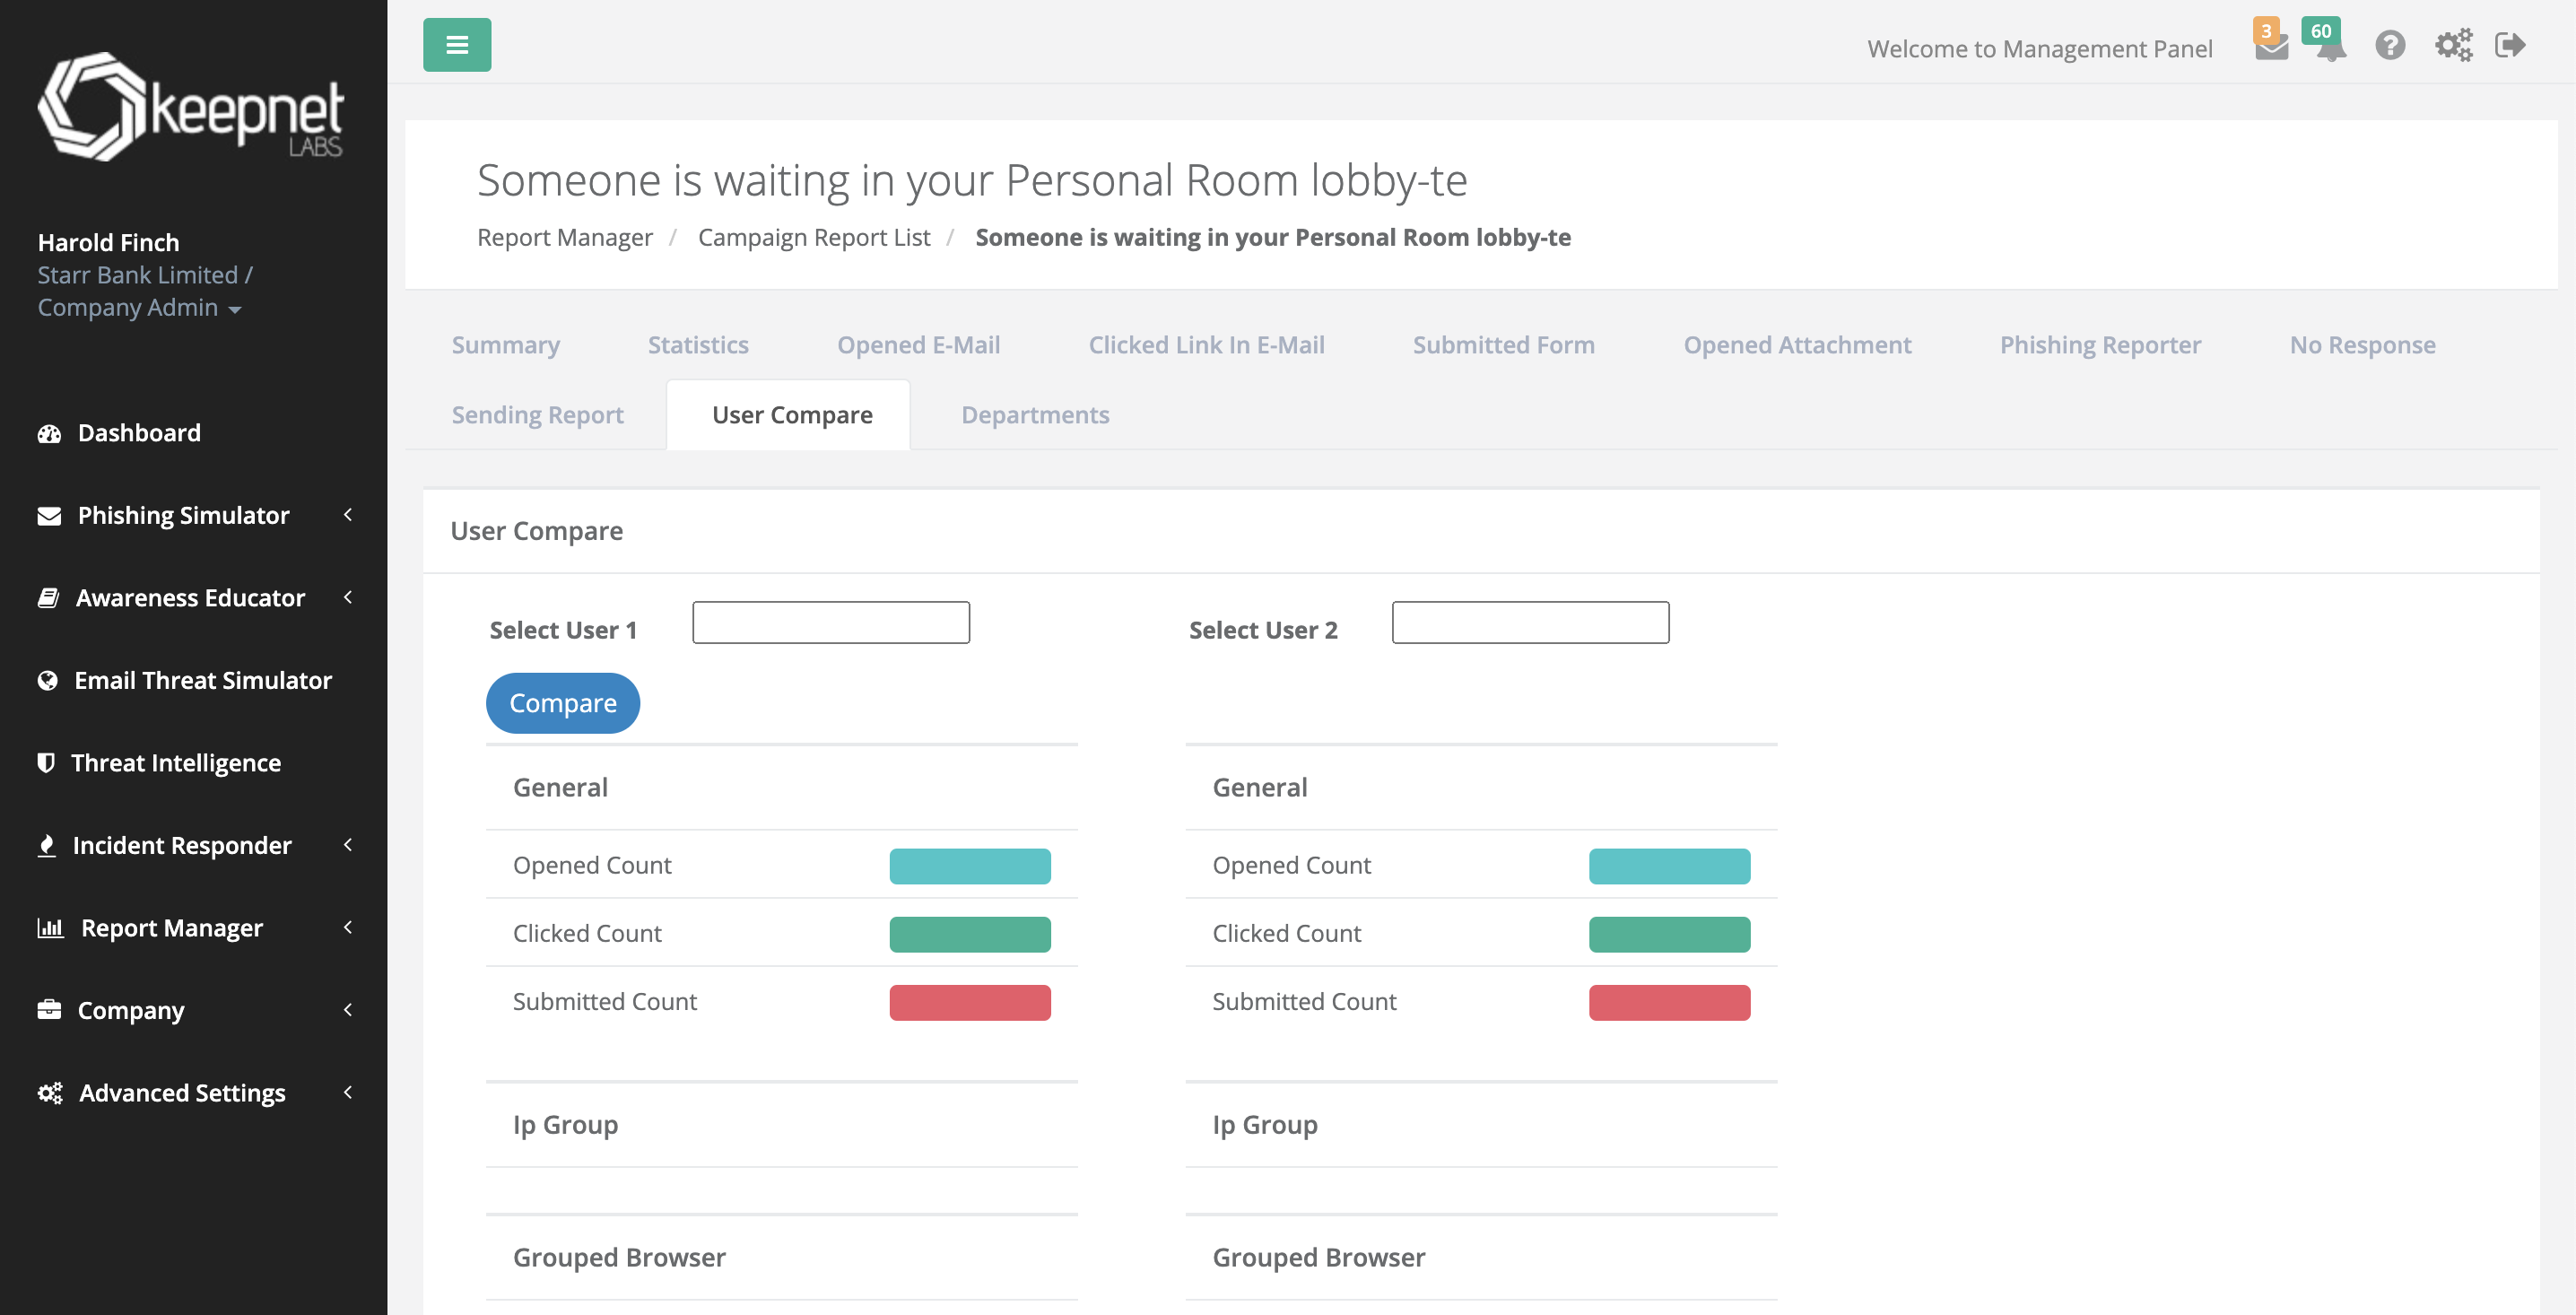 keepnet
LABS
Harold Finch
Starr Bank Limited /
Company Admin
Dashboard
Phishing Simulator
Awareness Educator
Email Threat Simulator
Threat Intelligence
Incident Responder
Report Manager
Company
Advanced Settings
Welcome to Management Panel
3
60
Someone is waiting in your Personal Room lobby-te
Report Manager / Campaign Report List / Someone is waiting in your Personal Room lobby-te
Summary Statistics Opened E-Mail Clicked Link In E-Mail Submitted Form Opened Attachment Phishing Reporter No Response
Sending Report User Compare Departments
User Compare
Select User 1 Select User 2
Compare
General General
Opened Count Opened Count
Clicked Count Clicked Count
Submitted Count Submitted Count
Ip Group Ip Group
Grouped Browser Grouped Browser